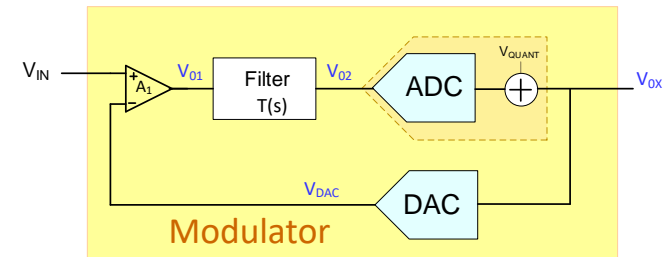 V_QUANT
V_IN
+
A_1
−
V_01
Filter
T(s)
V_02
ADC
+
V_0X
V_DAC
DAC
Modulator